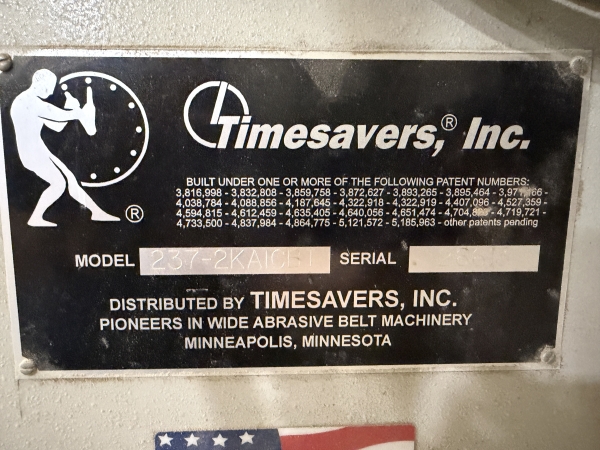 Timesavers,® Inc.
®
BUILT UNDER ONE OR MORE OF THE FOLLOWING PATENT NUMBERS:
3,816,998 - 3,832,808 - 3,859,758 - 3,872,627 - 3,893,265 - 3,895,464 -
4,038,784 - 4,088,856 - 4,187,645 - 4,322,918 - 4,322,919 - 4,407,096 - 4,527,359 -
4,594,815 - 4,612,459 - 4,635,405 - 4,640,056 - 4,651,474 - 4,719,721 -
4,733,500 - 4,837,984 - 4,864,775 - 5,121,572 - 5,185,963 - other patents pending
MODEL SERIAL
DISTRIBUTED BY TIMESAVERS, INC.
PIONEERS IN WIDE ABRASIVE BELT MACHINERY
MINNEAPOLIS, MINNESOTA